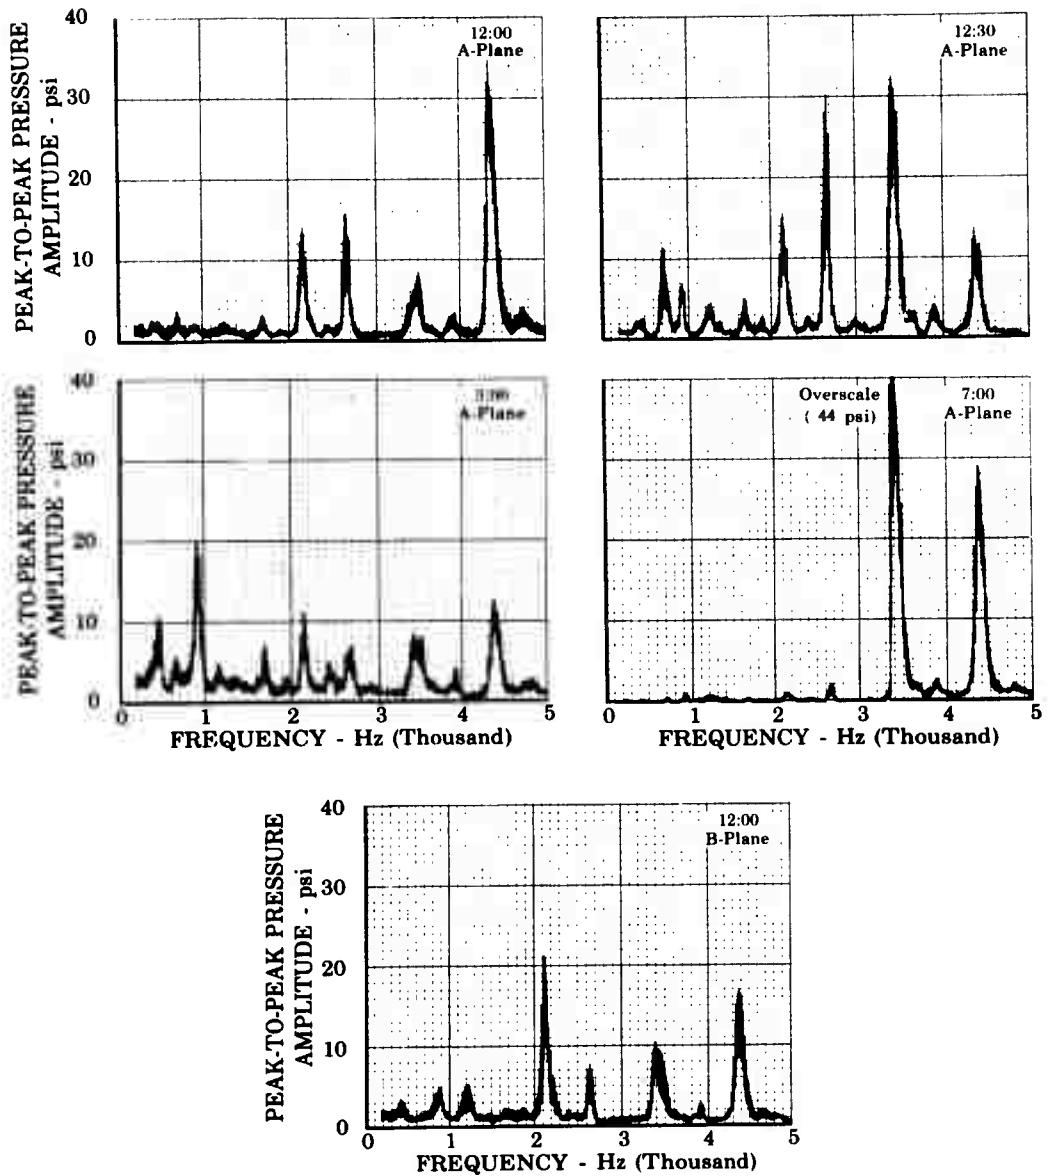 PEAK-TO-PEAK PRESSURE
AMPLITUDE - psi
40
30
20
10
0
12:00
A-Plane
12:30
A-Plane
PEAK-TO-PEAK PRESSURE
AMPLITUDE - psi
40
30
20
10
0
A-Plane
0 1 2 3 4 5
FREQUENCY - Hz (Thousand)
Overscale
( 44 psi)
7:00
A-Plane
0 1 2 3 4 5
FREQUENCY - Hz (Thousand)
PEAK-TO-PEAK PRESSURE
AMPLITUDE - psi
40
30
20
10
0
12:00
B-Plane
0 1 2 3 4 5
FREQUENCY - Hz (Thousand)